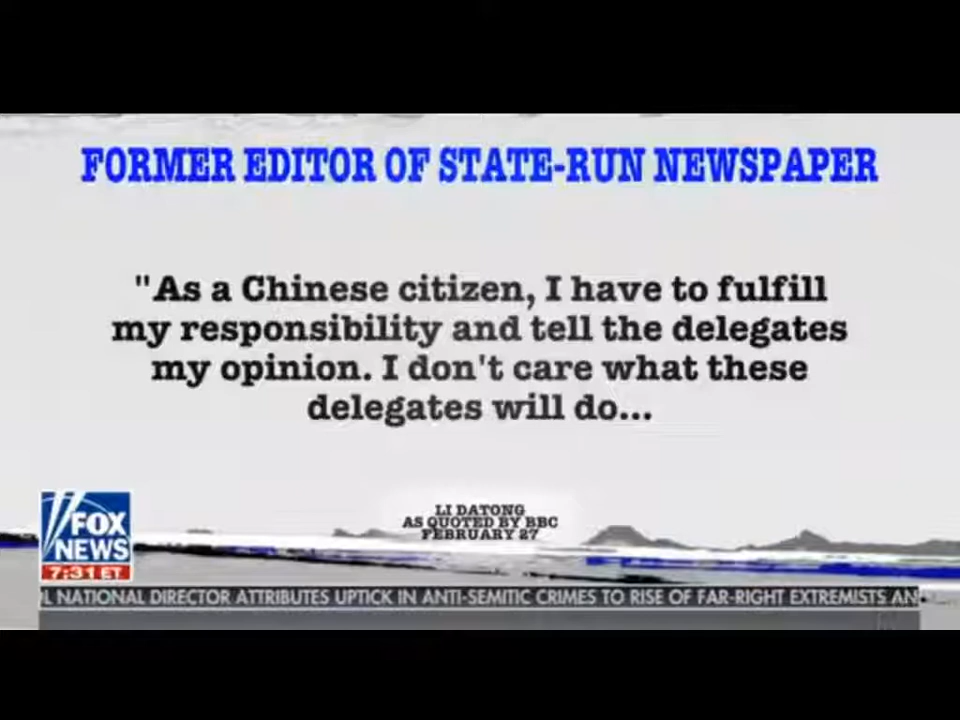 FORMER EDITOR OF STATE-RUN NEWSPAPER
"As a Chinese citizen, I have to fulfill
my responsibility and tell the delegates
my opinion. I don't care what these
delegates will do...
LI DATONG
AS QUOTED BY BBC
FEBRUARY 27
FOX
NEWS
7:31 ET
L NATIONAL DIRECTOR ATTRIBUTES UPTICK IN ANTI-SEMITIC CRIMES TO RISE OF FAR-RIGHT EXTREMISTS AN